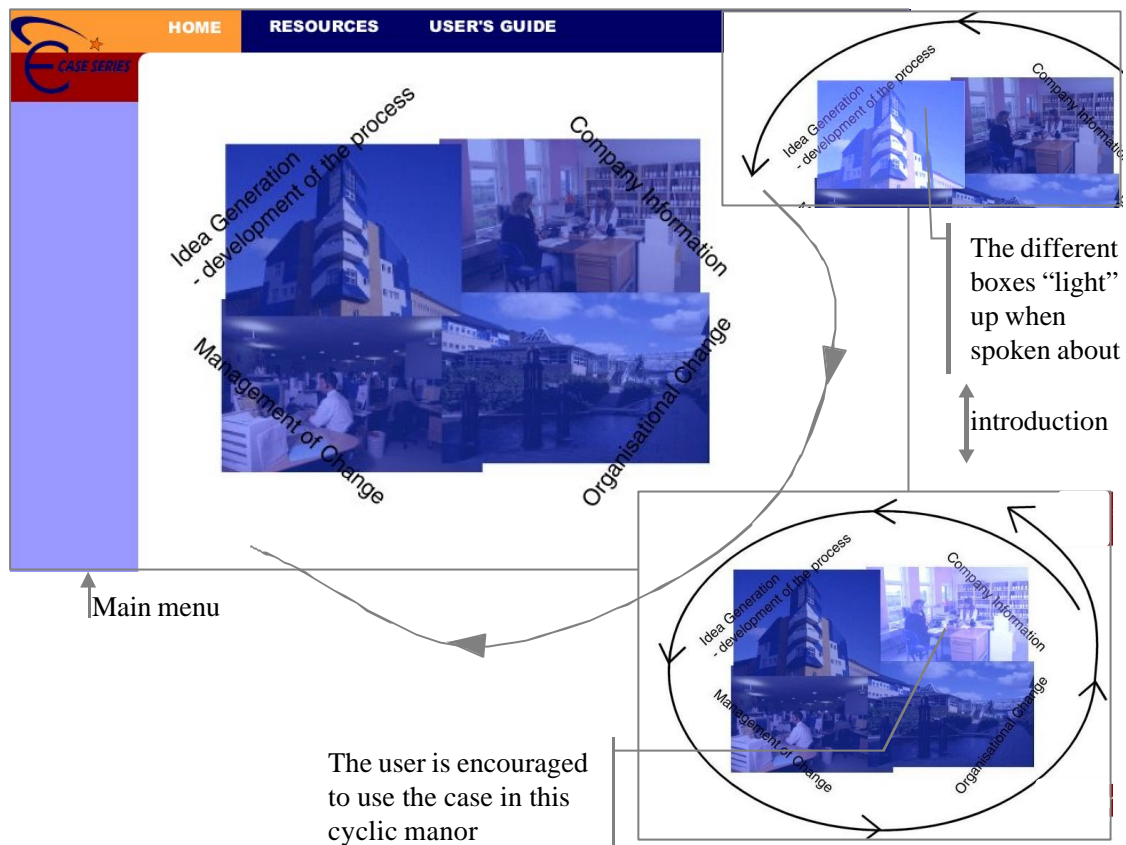 HOME RESOURCES USER'S GUIDE
CASE SERIES
Idea Generation
- development of the process
Company Information
Management of Change
Organisational Change
Idea Generation
- development of the process
Company Information
The different
boxes “light”
up when
spoken about
introduction
Main menu
Idea Generation
- development of the process
Company Information
Management of Change
Organisational Change
The user is encouraged
to use the case in this
cyclic manor